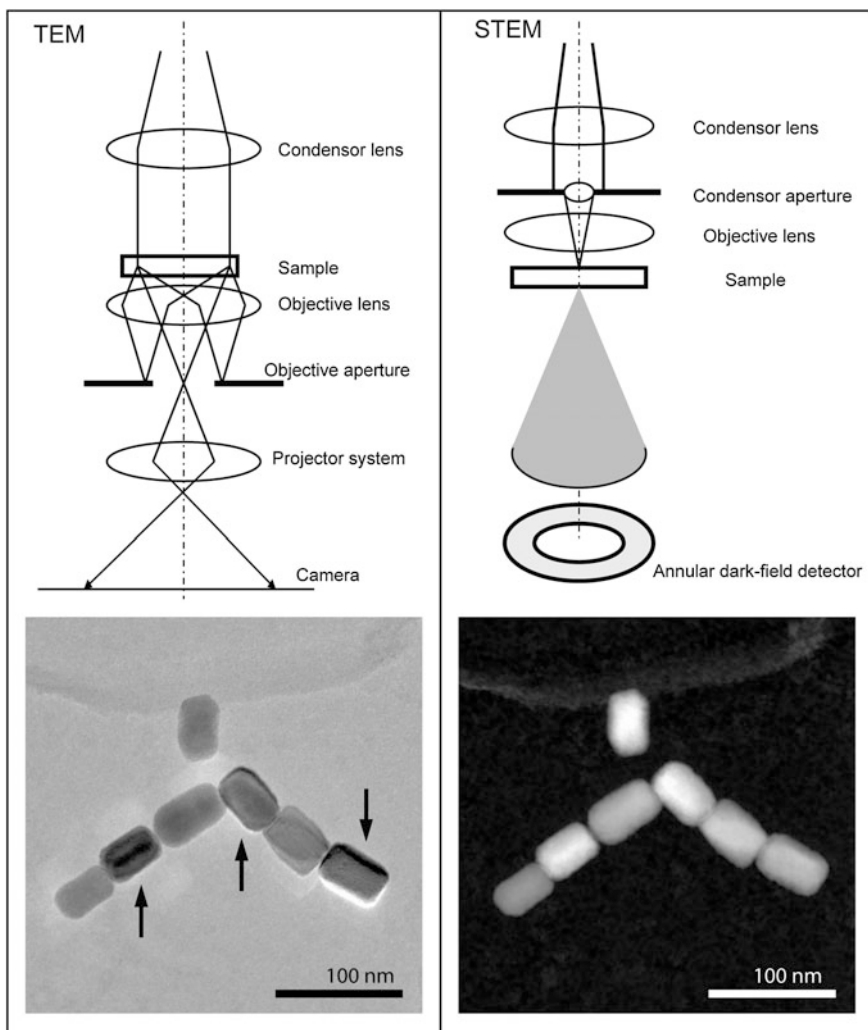 TEM
Condensor lens
Sample
Objective lens
Objective aperture
Projector system
Camera
100 nm
STEM
Condensor lens
Condensor aperture
Objective lens
Sample
Annular dark-field detector
100 nm